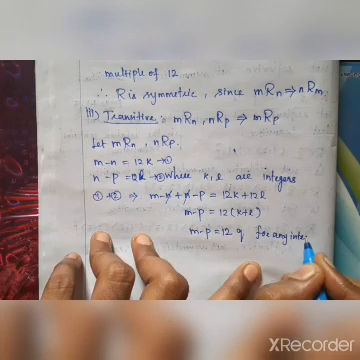 multiple of 12
∴ R is symmetric, since mRn ⇒ nRm.
III) Transitive : mRn, nRp ⇒ mRp
Let mRn, nRp.
m-n = 12k -①
n-p = 12l -② where k, l are integers
① + ② ⇒ m-n+n-p = 12k+12l
m-p = 12(k+l)
m-p = 12q for any inte
XRecorder